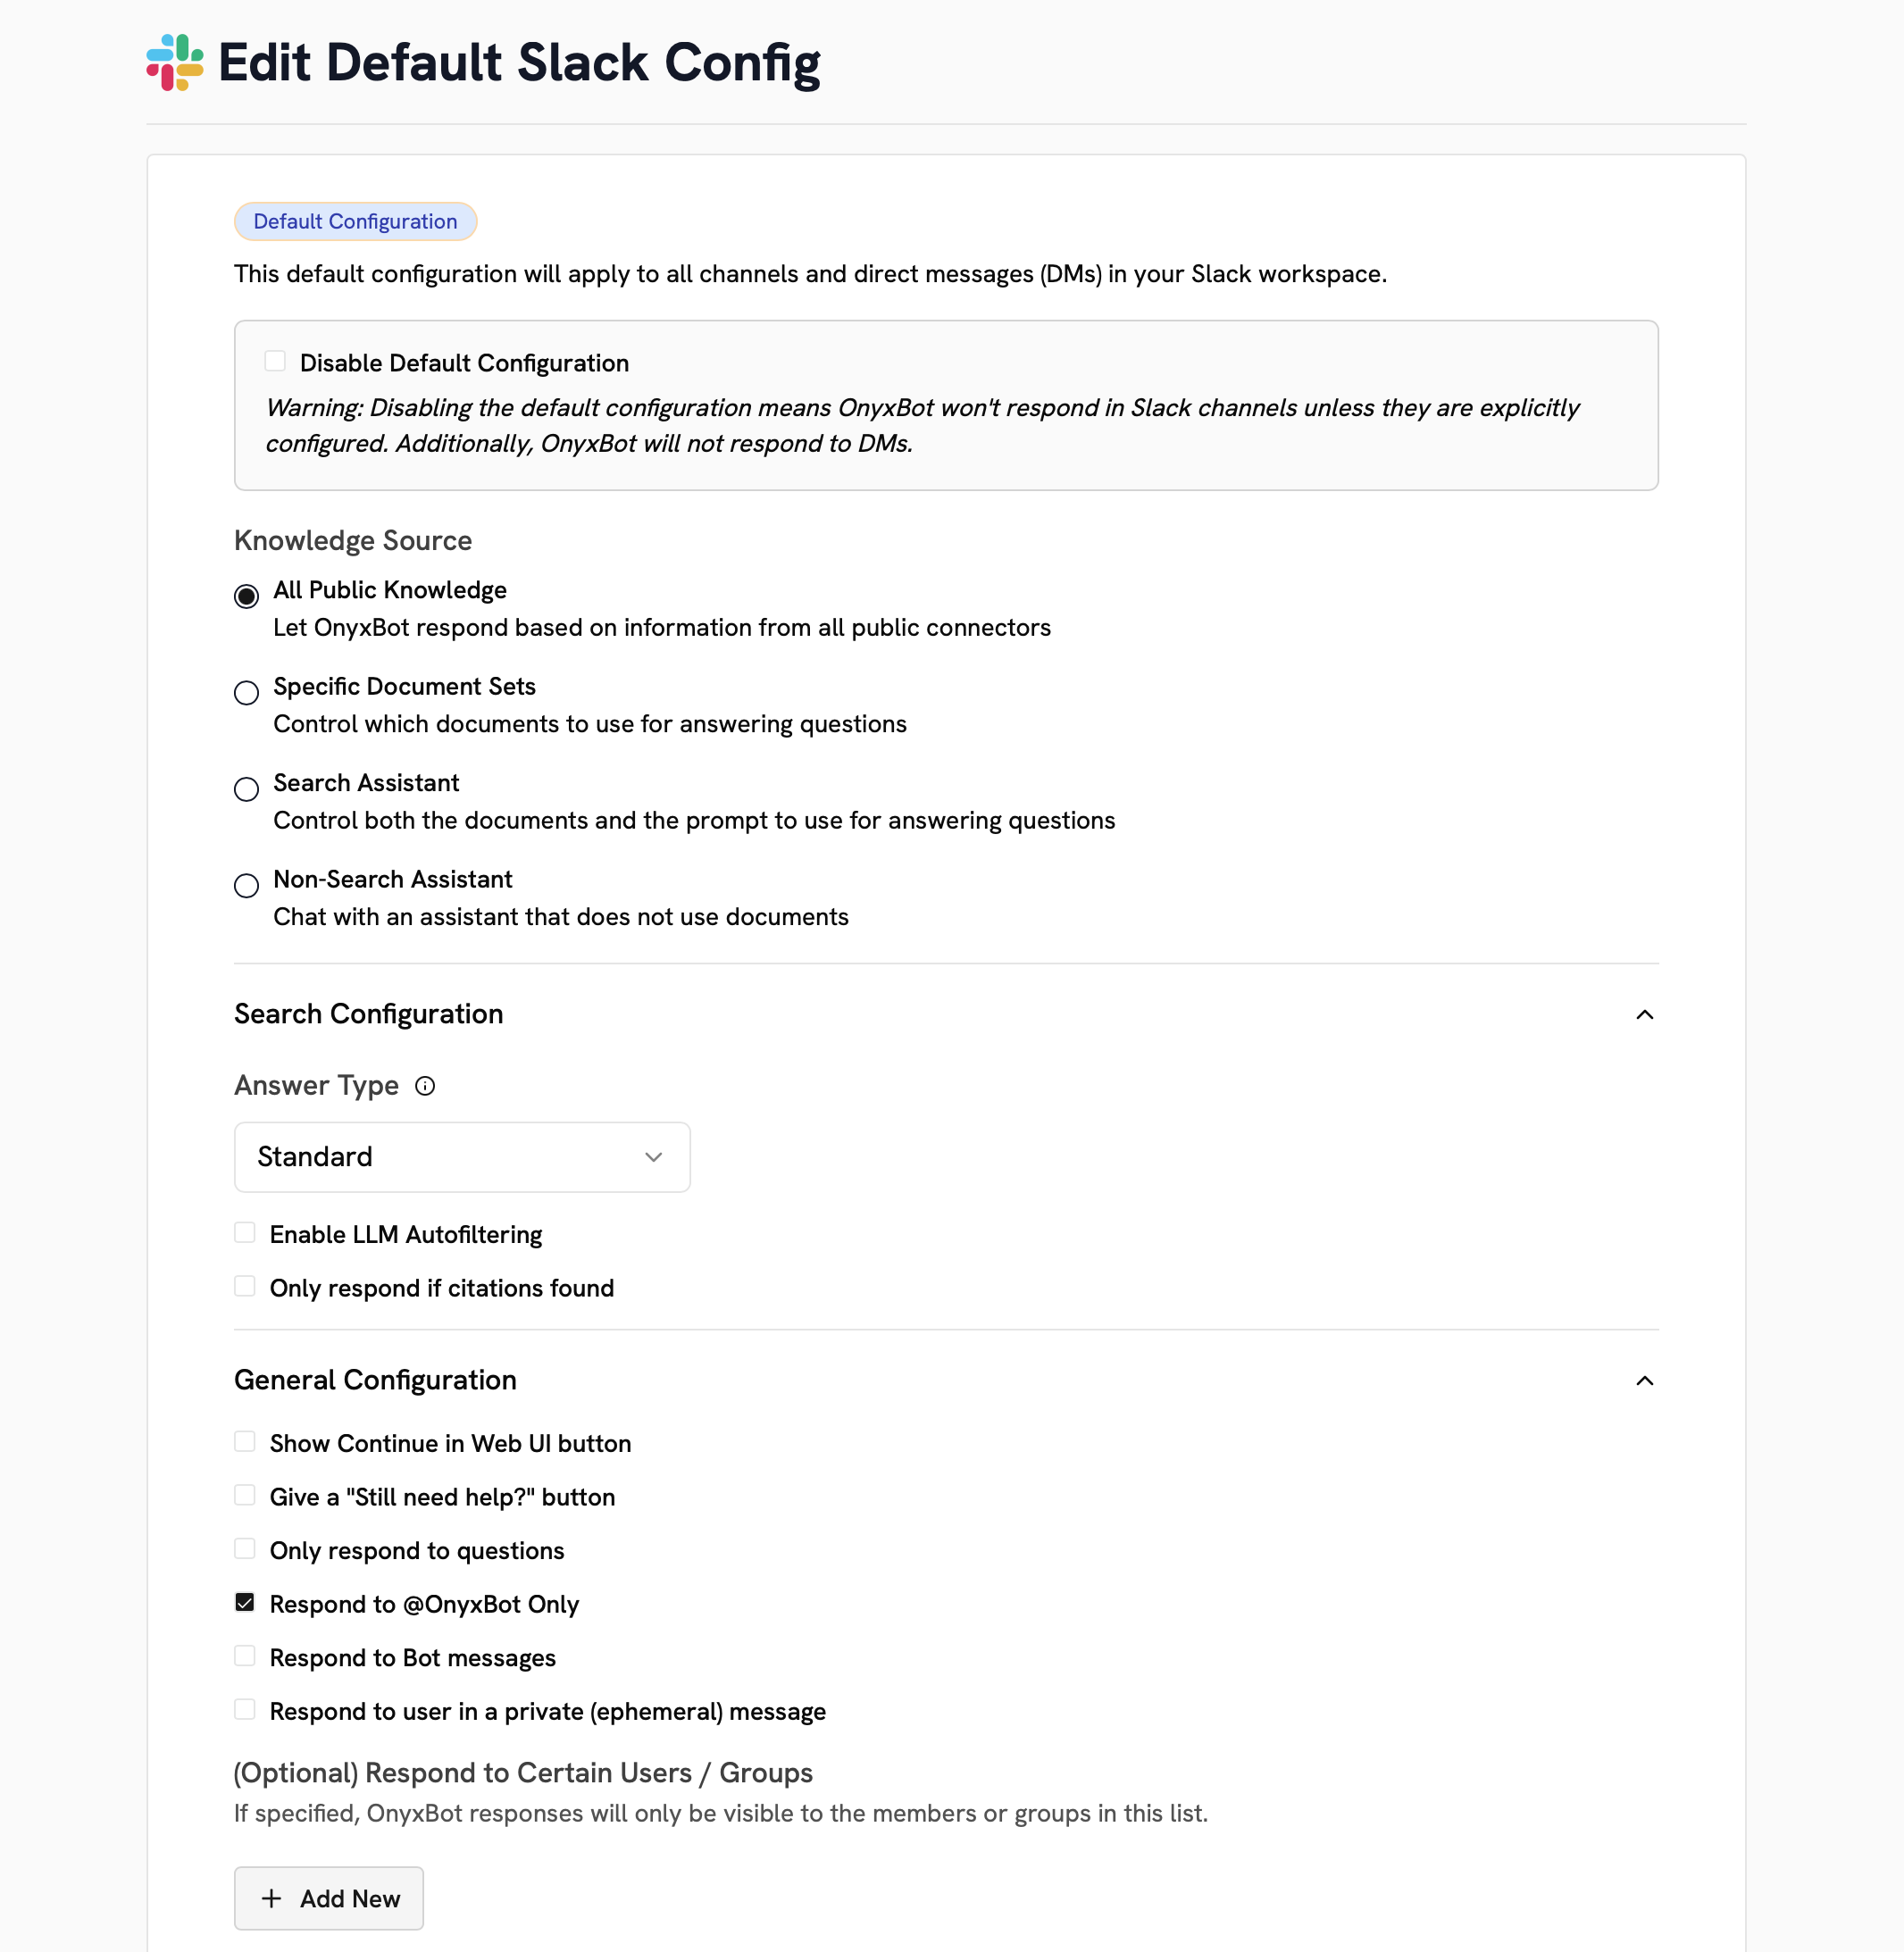 Edit Default Slack Config
Default Configuration
This default configuration will apply to all channels and direct messages (DMs) in your Slack workspace.
Disable Default Configuration
Warning: Disabling the default configuration means OnyxBot won't respond in Slack channels unless they are explicitly
configured. Additionally, OnyxBot will not respond to DMs.
Knowledge Source
All Public Knowledge
Let OnyxBot respond based on information from all public connectors
Specific Document Sets
Control which documents to use for answering questions
Search Assistant
Control both the documents and the prompt to use for answering questions
Non-Search Assistant
Chat with an assistant that does not use documents
Search Configuration
Answer Type
Standard
Enable LLM Autofiltering
Only respond if citations found
General Configuration
Show Continue in Web UI button
Give a "Still need help?" button
Only respond to questions
Respond to @OnyxBot Only
Respond to Bot messages
Respond to user in a private (ephemeral) message
(Optional) Respond to Certain Users / Groups
If specified, OnyxBot responses will only be visible to the members or groups in this list.
Add New